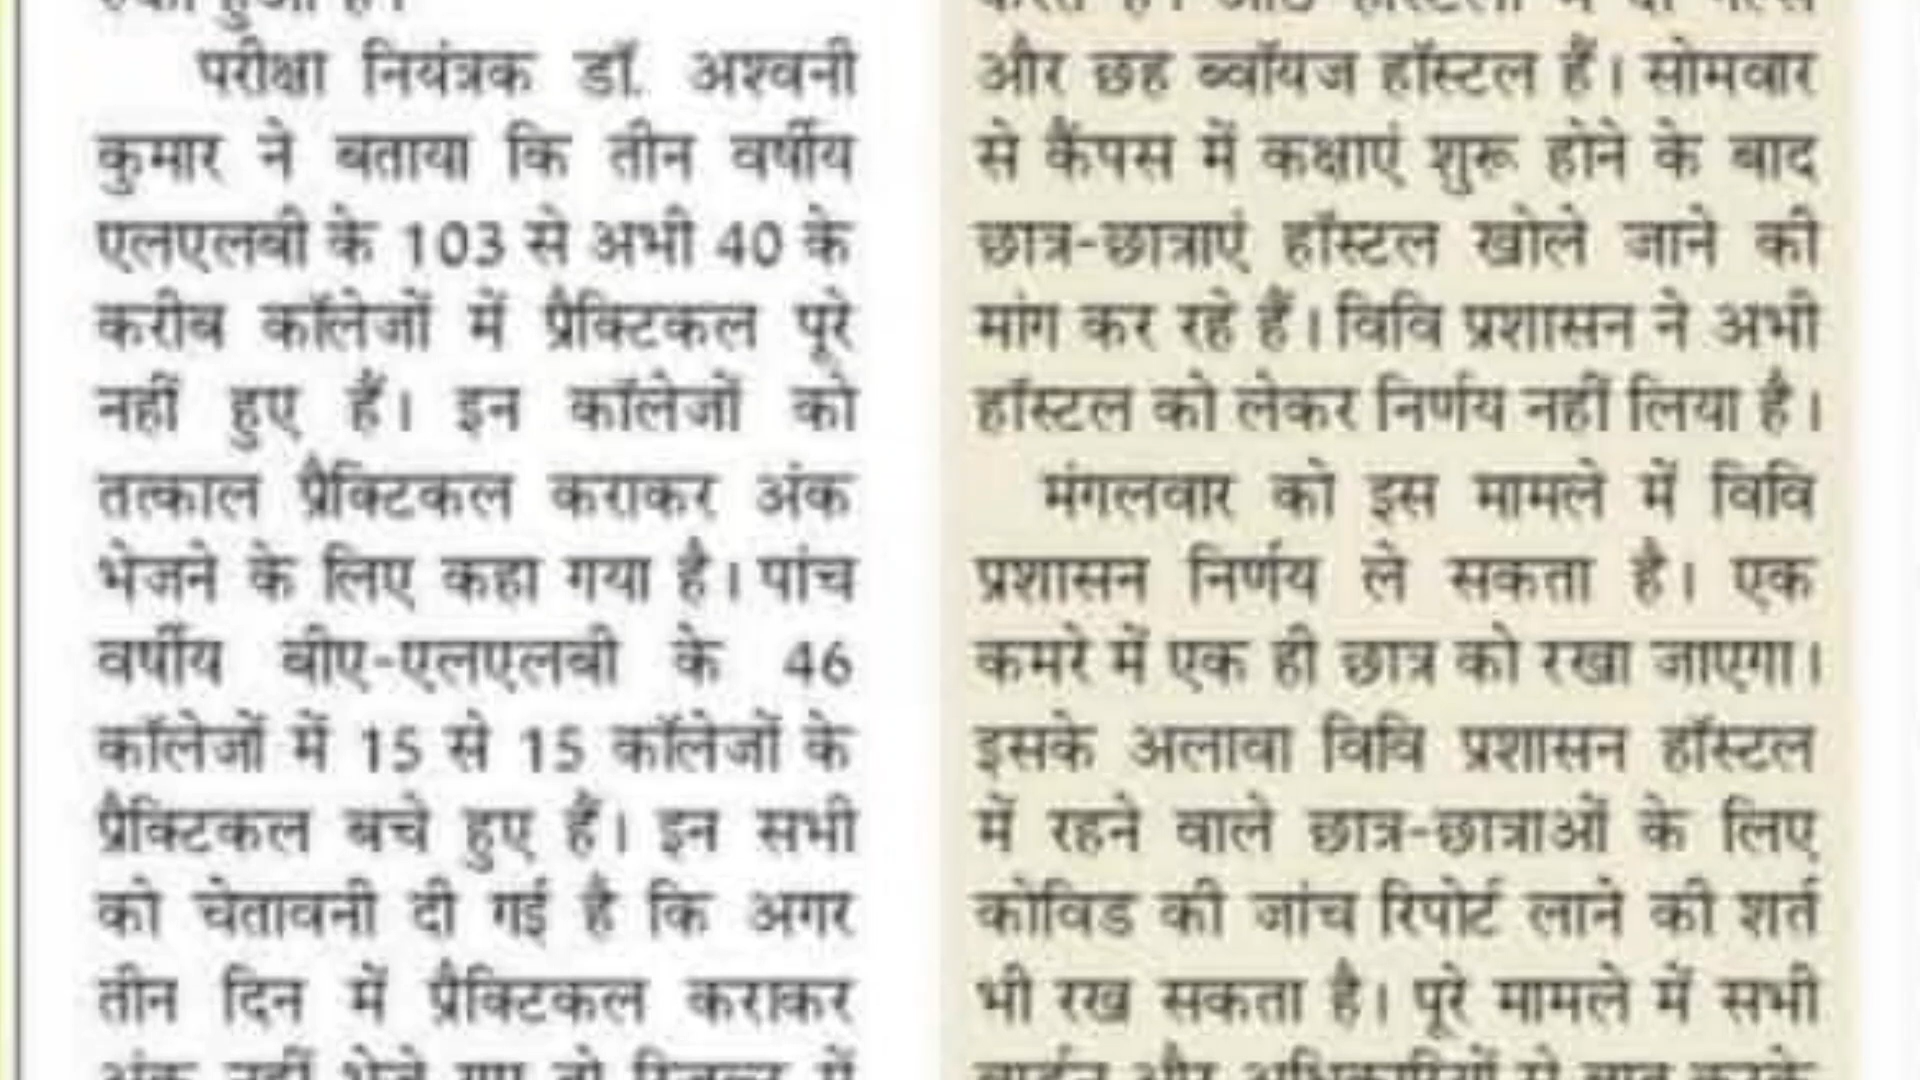 परीक्षा नियंत्रक डॉ. अश्वनी
कुमार ने बताया कि तीन वर्षीय
एलएलबी के 103 से अभी 40 के
करीब कॉलेजों में प्रैक्टिकल पूरे
नहीं हुए हैं। इन कॉलेजों को
तत्काल प्रैक्टिकल कराकर अंक
भेजने के लिए कहा गया है। पांच
वर्षीय बीए-एलएलबी के 46
कॉलेजों में 15 से 15 कॉलेजों के
प्रैक्टिकल बचे हुए हैं। इन सभी
को चेतावनी दी गई है कि अगर
तीन दिन में प्रैक्टिकल कराकर
और छह ब्वॉयज हॉस्टल हैं। सोमवार
से कैंपस में कक्षाएं शुरू होने के बाद
छात्र-छात्राएं हॉस्टल खोले जाने की
मांग कर रहे हैं। विवि प्रशासन ने अभी
हॉस्टल को लेकर निर्णय नहीं लिया है।
मंगलवार को इस मामले में विवि
प्रशासन निर्णय ले सकता है। एक
कमरे में एक ही छात्र को रखा जाएगा।
इसके अलावा विवि प्रशासन हॉस्टल
में रहने वाले छात्र-छात्राओं के लिए
कोविड की जांच रिपोर्ट लाने की शर्त
भी रख सकता है। पूरे मामले में सभी